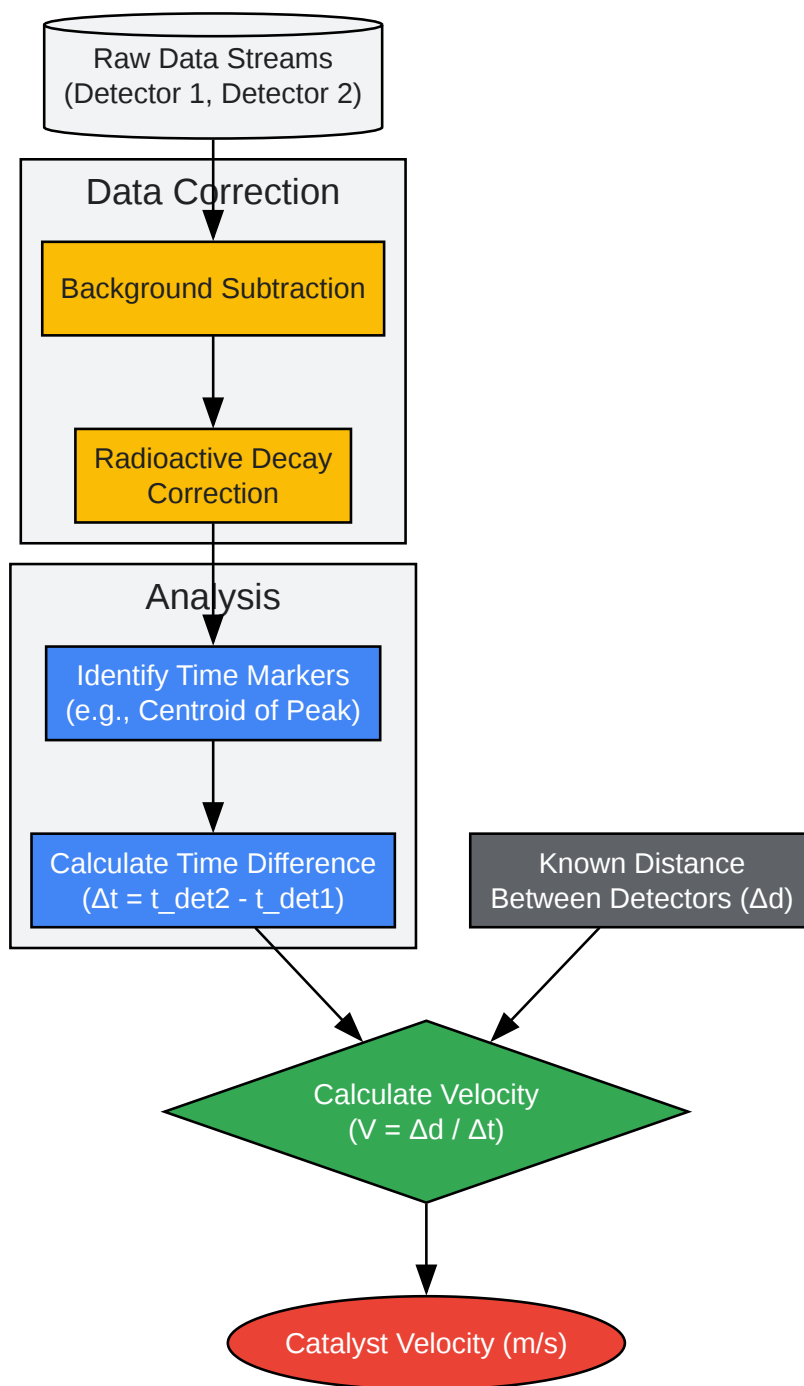 Raw Data Streams
(Detector 1, Detector 2)
Data Correction
Background Subtraction
Radioactive Decay
Correction
Analysis
Identify Time Markers
(e.g., Centroid of Peak)
Calculate Time Difference
(Δt = t_det2 - t_det1)
Known Distance
Between Detectors (Δd)
Calculate Velocity
(V = Δd / Δt)
Catalyst Velocity (m/s)